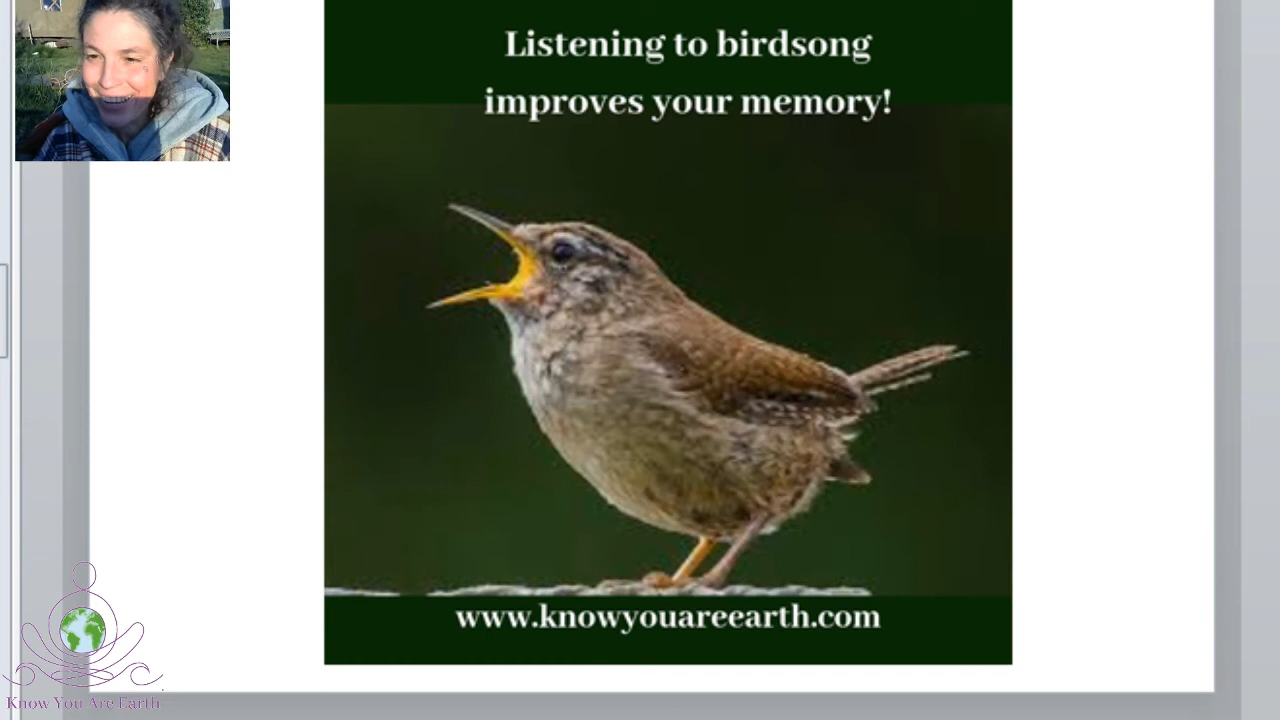 Listening to birdsong
improves your memory!
www.knowyouareearth.com
Know You Are Earth